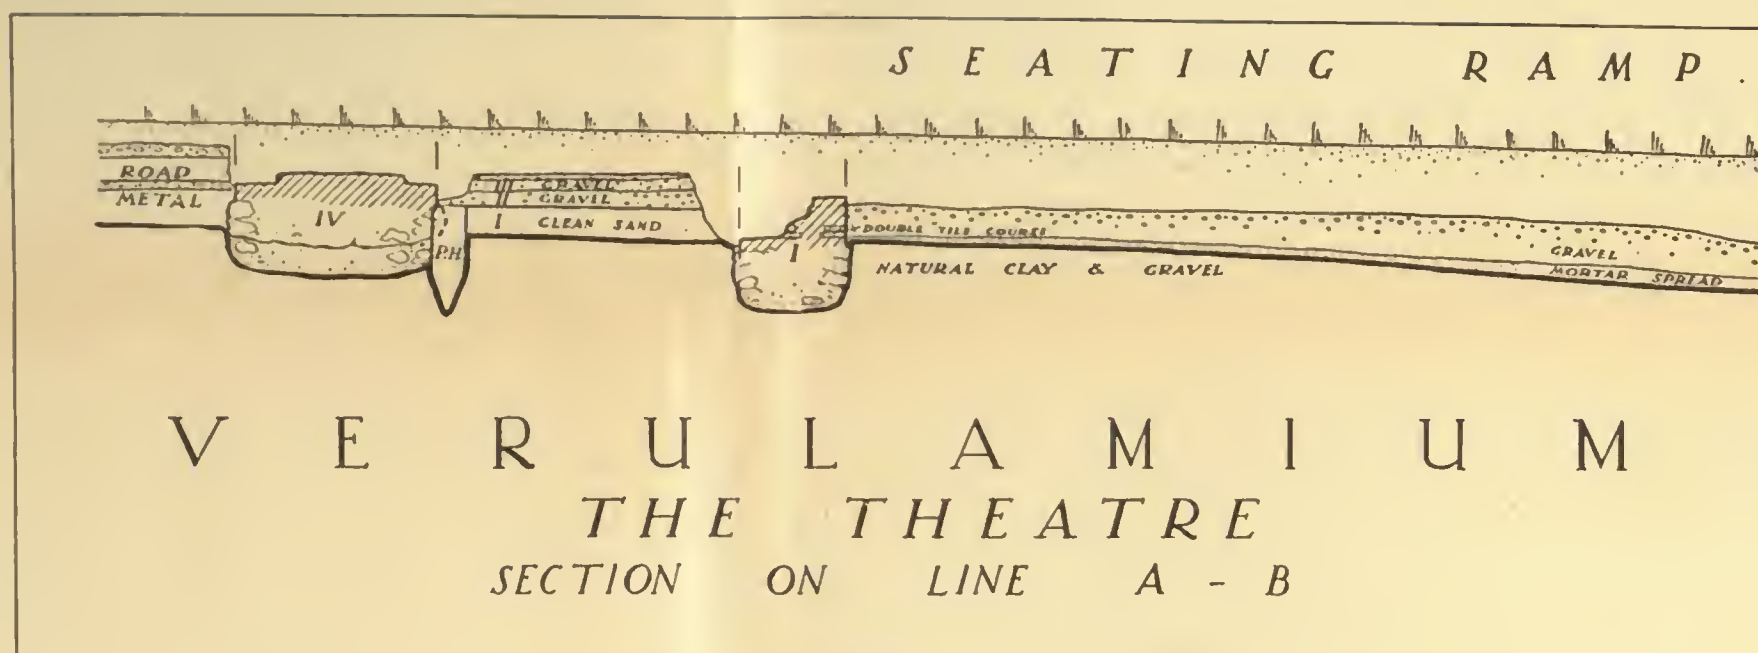 SEATING RAMP.
ROAD
METAL
IV
P.H
III GRAVEL
GRAVEL
I CLEAN SAND
I
DOUBLE TILE COURSE
NATURAL CLAY & GRAVEL
GRAVEL
MORTAR SPREAD
VERULAMIUM
THE THEATRE
SECTION ON LINE A - B